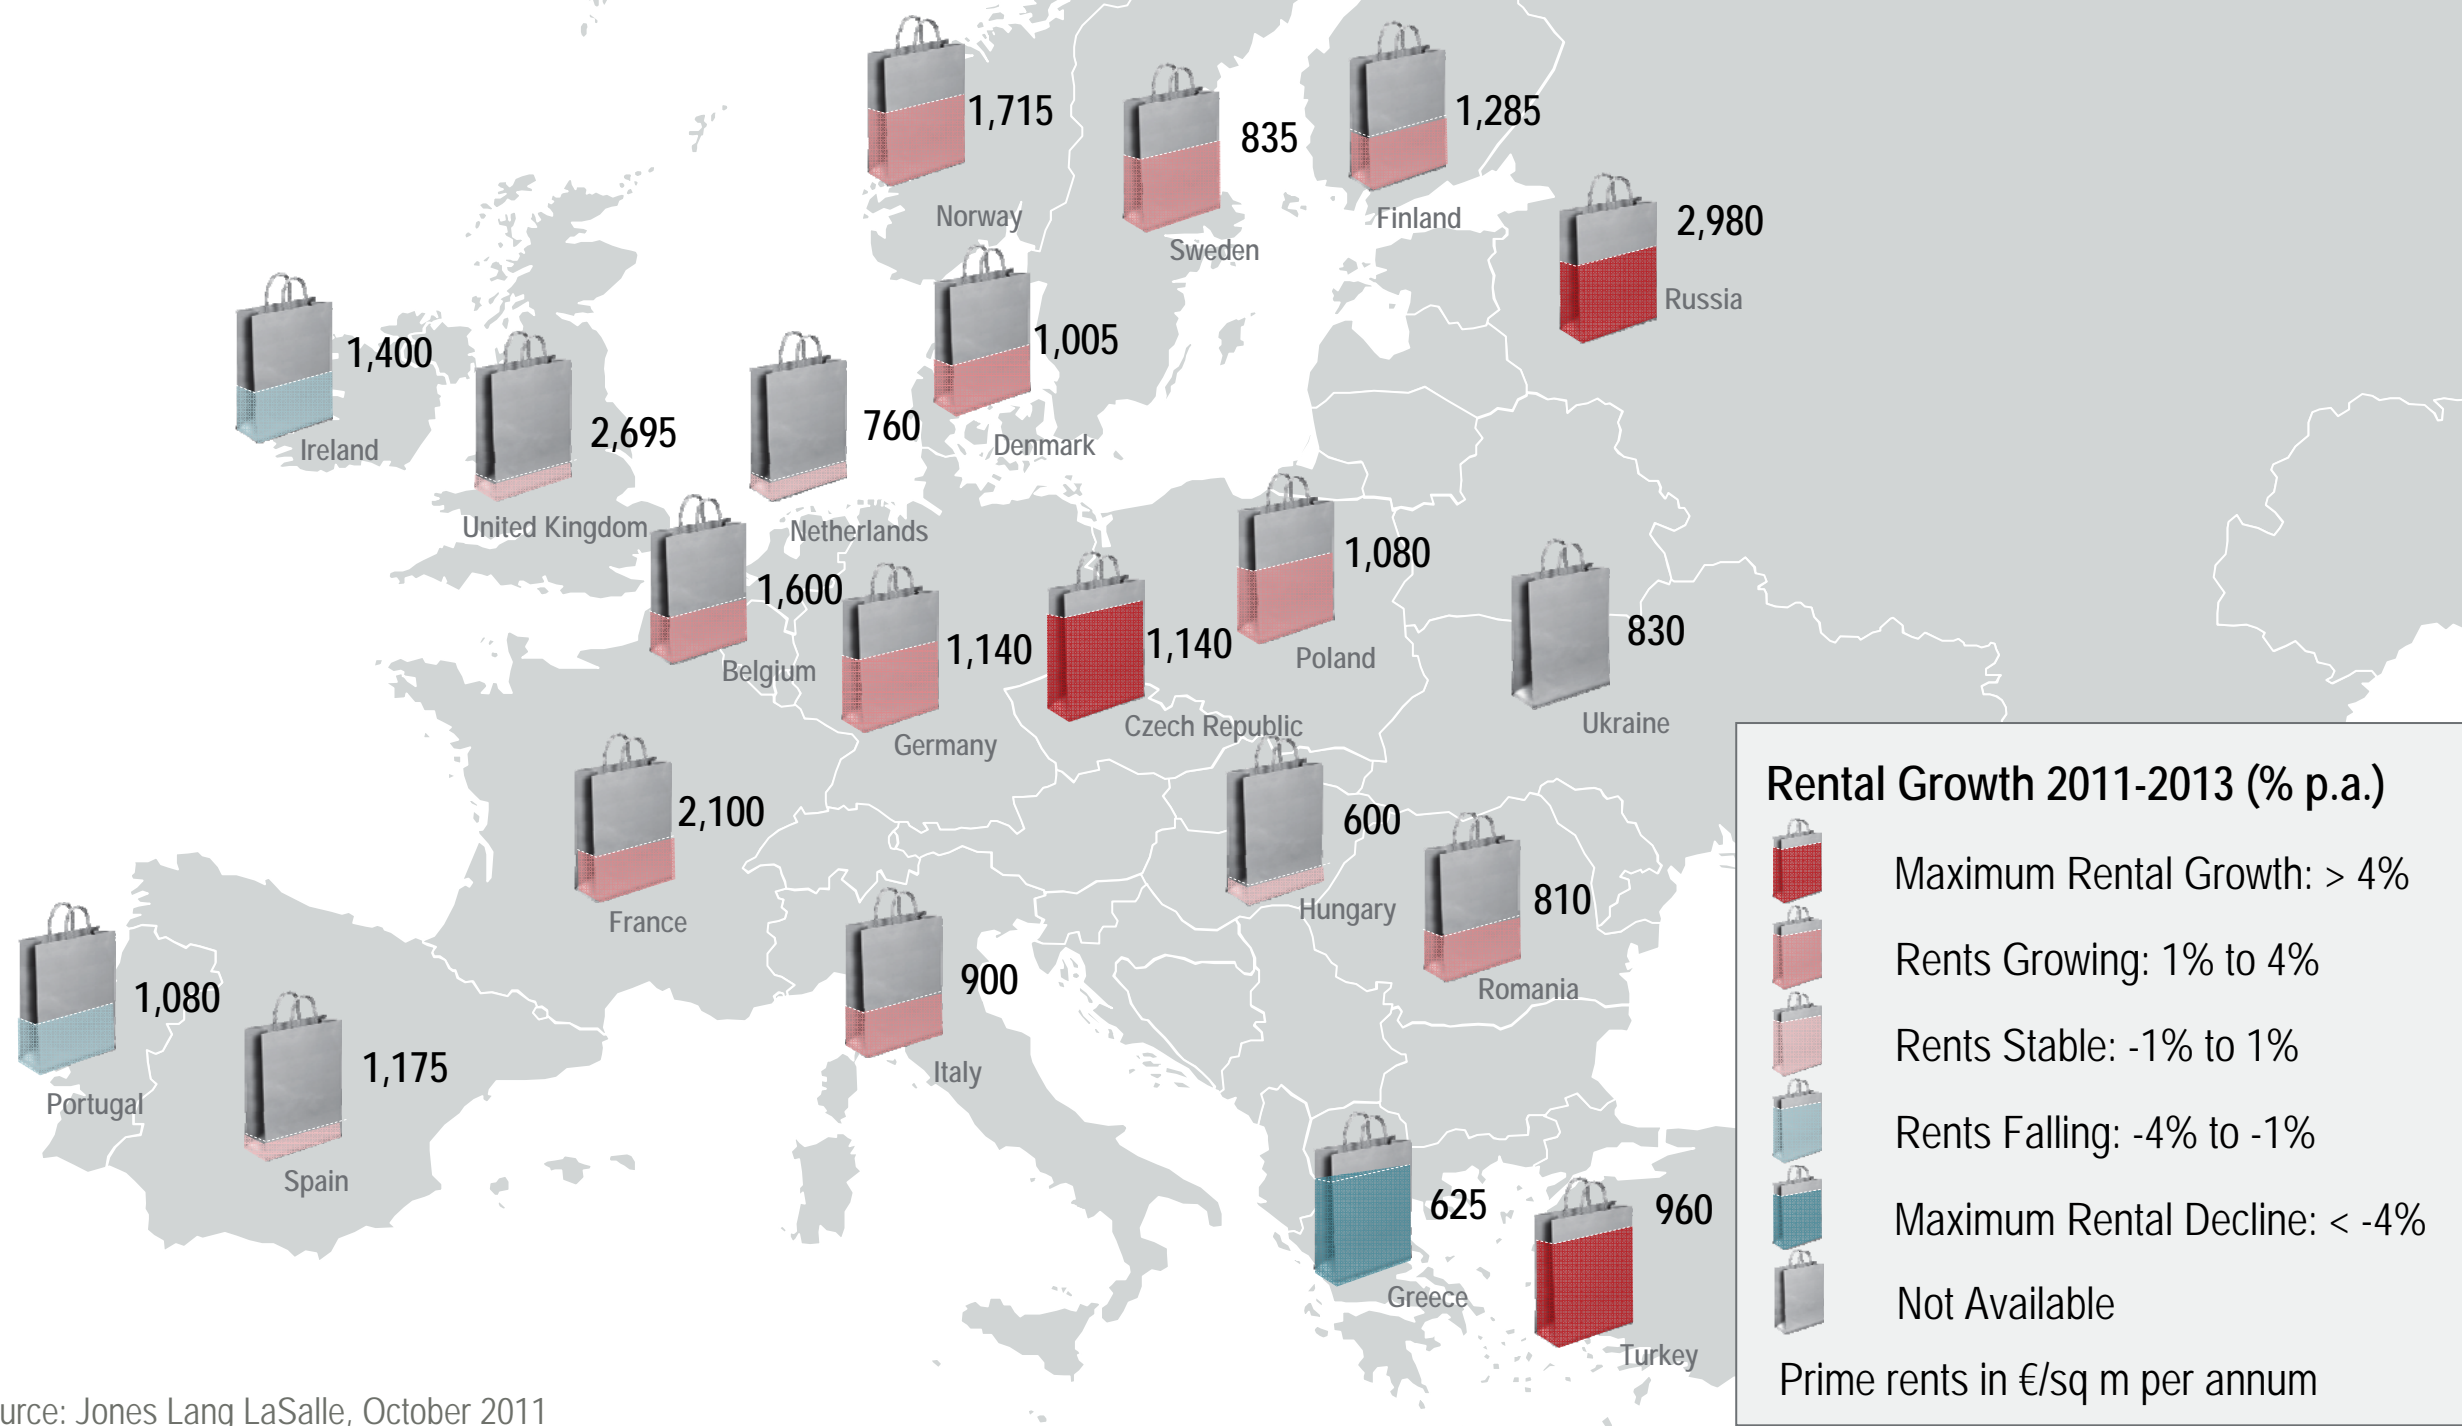 1,715
Norway
835
Sweden
1,285
Finland
2,980
Russia
1,400
Ireland
2,695
United Kingdom
760
Netherlands
1,005
Denmark
1,600
Belgium
1,140
Germany
1,140
Czech Republic
1,080
Poland
830
Ukraine
2,100
France
600
Hungary
810
Romania
1,080
Portugal
1,175
Spain
900
Italy
625
Greece
960
Turkey
Rental Growth 2011-2013 (% p.a.)
Maximum Rental Growth: > 4%
Rents Growing: 1% to 4%
Rents Stable: -1% to 1%
Rents Falling: -4% to -1%
Maximum Rental Decline: < -4%
Not Available
Prime rents in €/sq m per annum
urce: Jones Lang LaSalle, October 2011